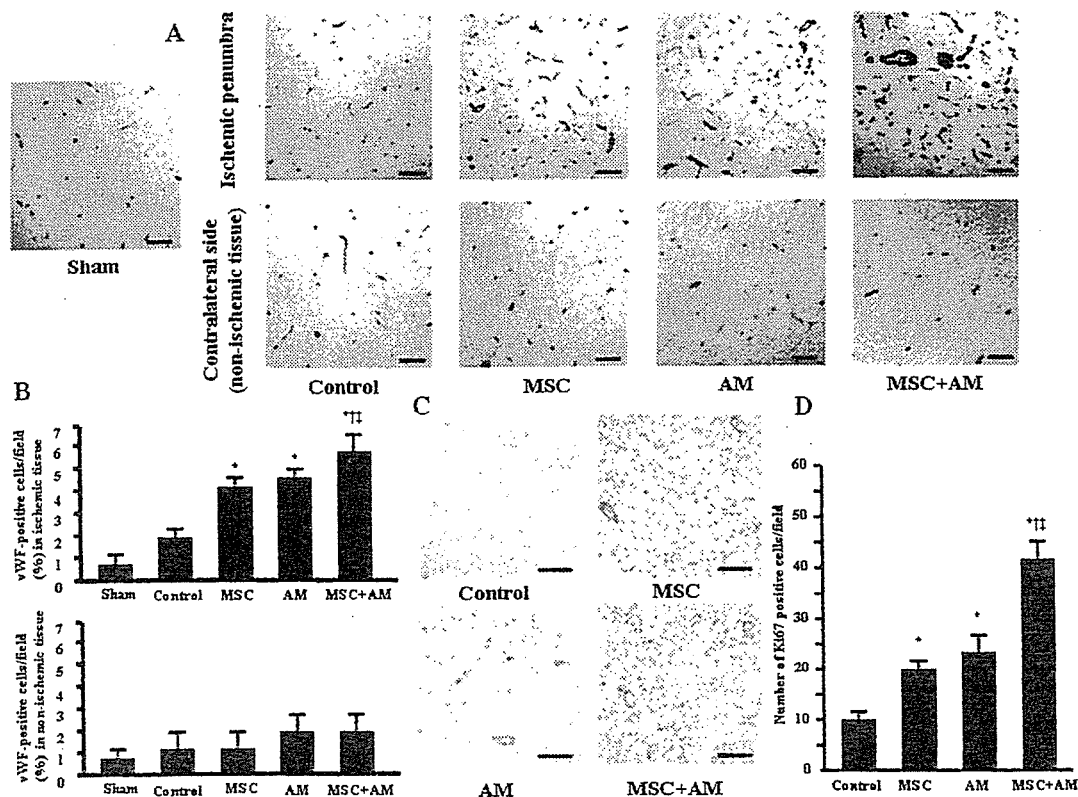 A
Sham
Ischemic penumbra
Contralateral side
(non-ischemic tissue)
Control
MSC
AM
MSC+AM
B
vWF-positive cells/field
(%) in ischemic tissue
7
6
5
4
3
2
1
0
*
*
*†‡
Sham
Control
MSC
AM
MSC+AM
vWF-positive cells/field
(%) in non-ischemic tissue
7
6
5
4
3
2
1
0
Sham
Control
MSC
AM
MSC+AM
C
Control
MSC
AM
MSC+AM
D
Number of Ki67 positive cells/field
60
50
40
30
20
10
0
*
*
*†‡
Control
MSC
AM
MSC+AM